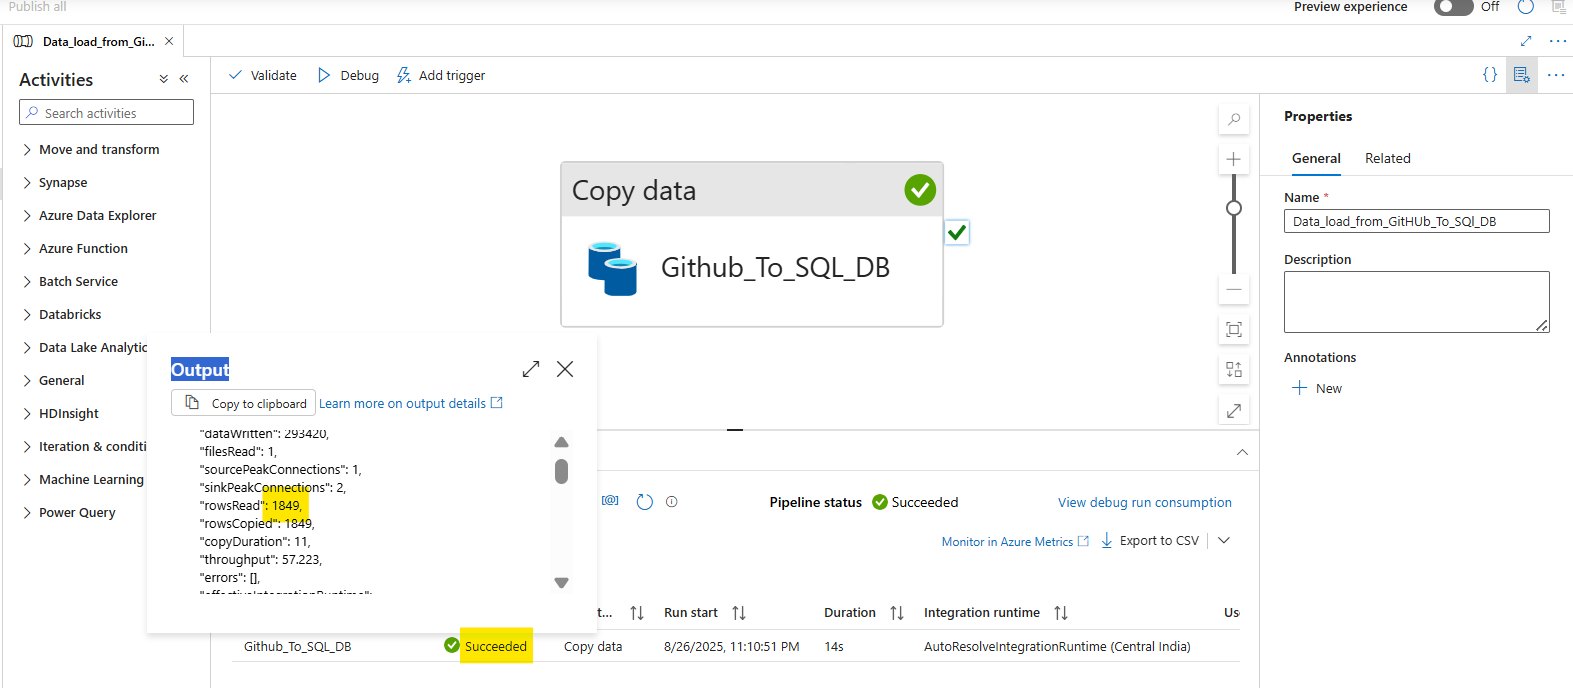 Publish all
Preview experience
Off
Data_load_from_Gi...
Activities
Search activities
Move and transform
Synapse
Azure Data Explorer
Azure Function
Batch Service
Databricks
Data Lake Analytic
General
HDInsight
Iteration & conditi
Machine Learning
Power Query
Validate
Debug
Add trigger
{}
Copy data
Github_To_SQL_DB
Properties
General
Related
Name *
Data_load_from_GitHUb_To_SQl_DB
Description
Annotations
New
Output
Copy to clipboard
Learn more on output details
"dataWritten": 293420,
"filesRead": 1,
"sourcePeakConnections": 1,
"sinkPeakConnections": 2,
"rowsRead": 1849,
"rowsCopied": 1849,
"copyDuration": 11,
"throughput": 57.223,
"errors": [],
"effectiveIntegrationRuntime":
[@]
Pipeline status
Succeeded
View debug run consumption
Monitor in Azure Metrics
Export to CSV
t...
Run start
Duration
Integration runtime
Use
Github_To_SQL_DB
Succeeded
Copy data
8/26/2025, 11:10:51 PM
14s
AutoResolveIntegrationRuntime (Central India)